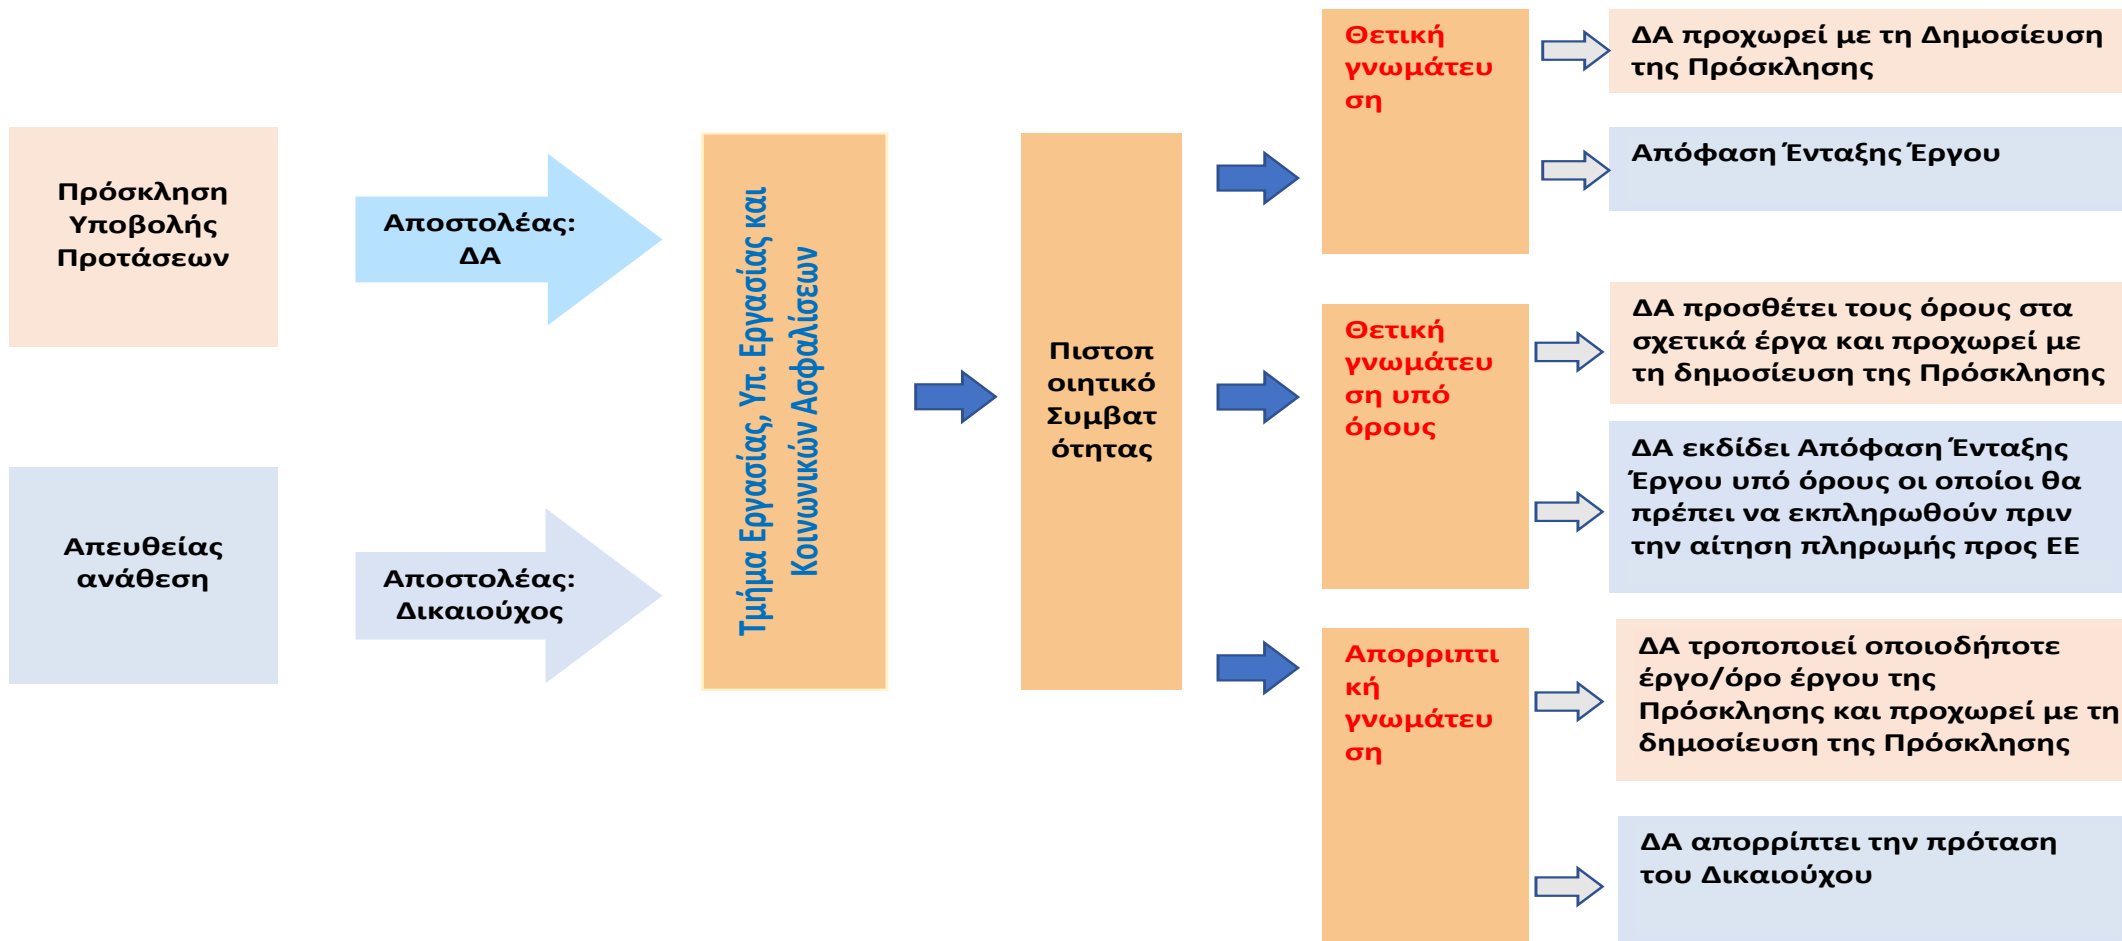 Πρόσκληση
Υποβολής
Προτάσεων
Απευθείας
ανάθεση
Αποστολέας:
ΔΑ
Αποστολέας:
Δικαιούχος
Τμήμα Εργασίας, Υπ. Εργασίας και
Κοινωνικών Ασφαλίσεων
Πιστοπ
οιητικό
Συμβατ
ότητας
Θετική
γνωμάτευ
ση
ΔΑ προχωρεί με τη Δημοσίευση
της Πρόσκλησης
Απόφαση Ένταξης Έργου
Θετική
γνωμάτευ
ση υπό
όρους
ΔΑ προσθέτει τους όρους στα
σχετικά έργα και προχωρεί με
τη δημοσίευση της Πρόσκλησης
ΔΑ εκδίδει Απόφαση Ένταξης
Έργου υπό όρους οι οποίοι θα
πρέπει να εκπληρωθούν πριν
την αίτηση πληρωμής προς ΕΕ
Απορριπτι
κή
γνωμάτευ
ση
ΔΑ τροποποιεί οποιοδήποτε
έργο/όρο έργου της
Πρόσκλησης και προχωρεί με τη
δημοσίευση της Πρόσκλησης
ΔΑ απορρίπτει την πρόταση
του Δικαιούχου